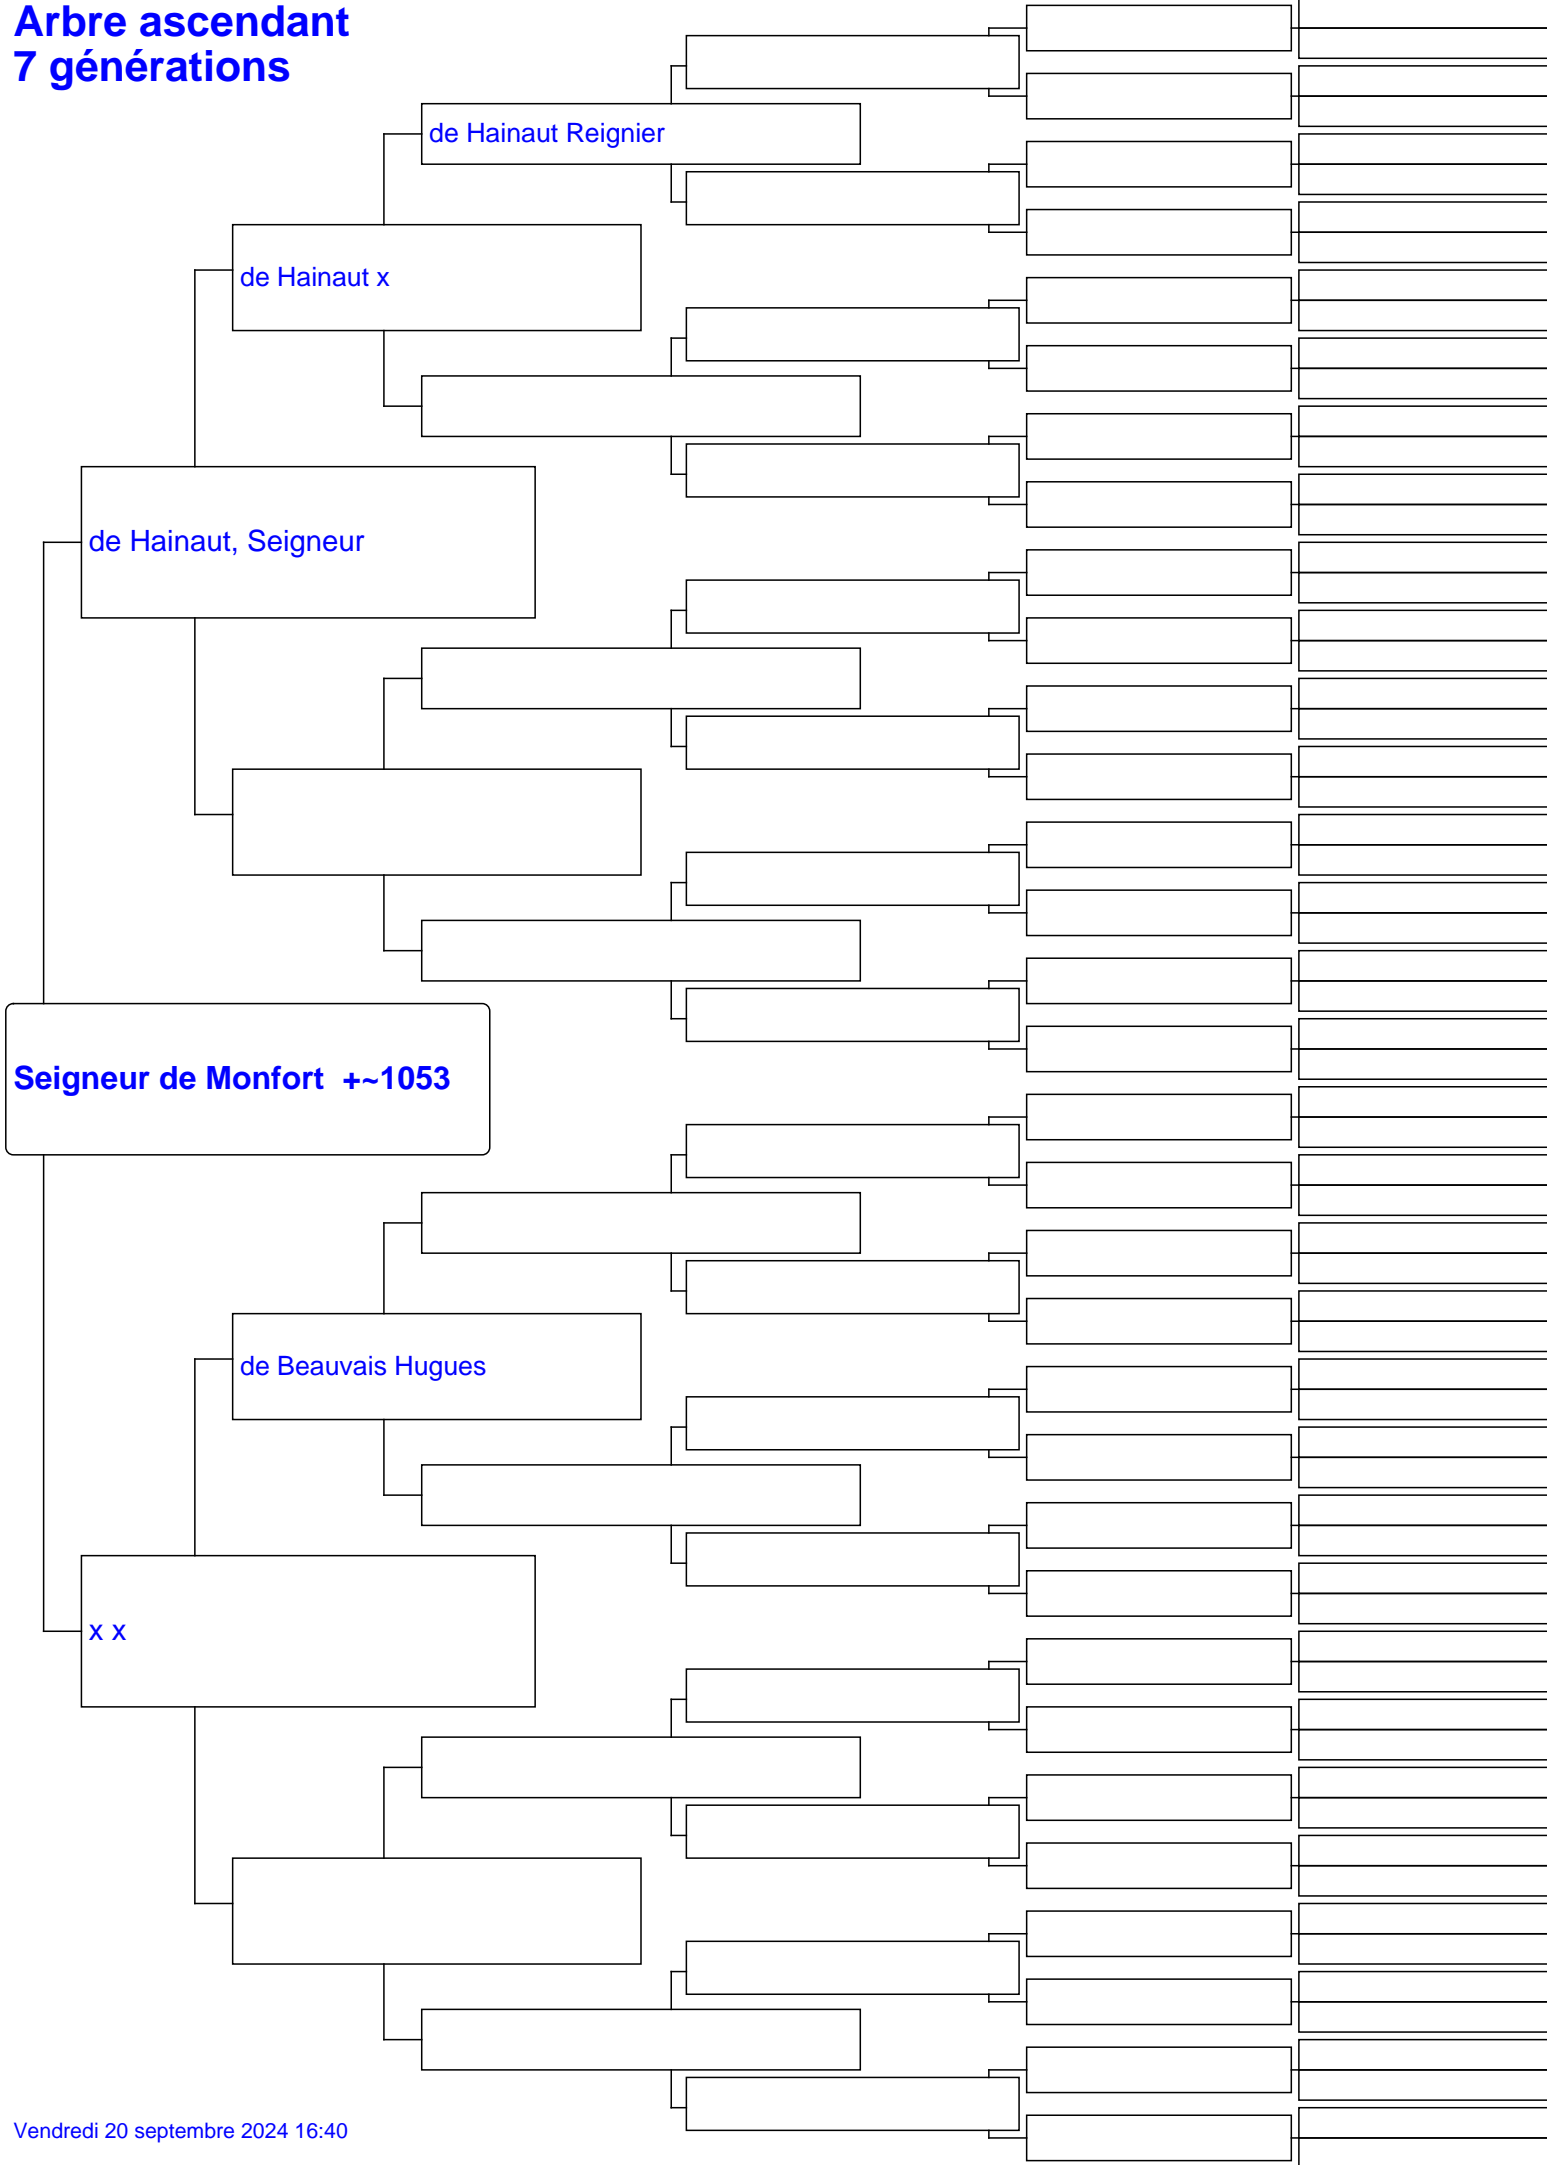 Arbre ascendant
7 générations
de Hainaut Reignier
de Hainaut x
de Hainaut, Seigneur
Seigneur de Monfort  +~1053
de Beauvais Hugues
x x
Vendredi 20 septembre 2024 16:40